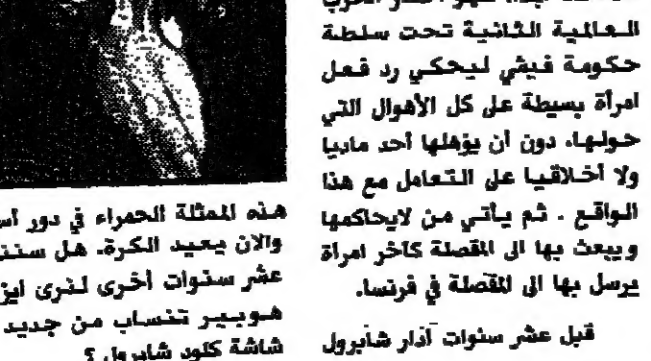 العالمية الثانية تحت سلطة
حكومة فيشي ليحكي رد فعل
امرأة بسيطة على كل الأهوال التي
حولها، دون أن يؤهلها أحد ماديا
ولا أخلاقيا على التعامل مع هذا
الواقع . ثم يأتي من لايحاكمها
ويبعث بها الى المقصلة كآخر امرأة
يرسل بها الى المقصلة في فرنسا.
قبل عشر سنوات آدار شابرول
هذه الممثلة الحمراء في دور
والان يعيد الكرة. هل
عشر سنوات أخرى لنرى
هوبير تنساب من جديد
شاشة كلود شابرول ؟